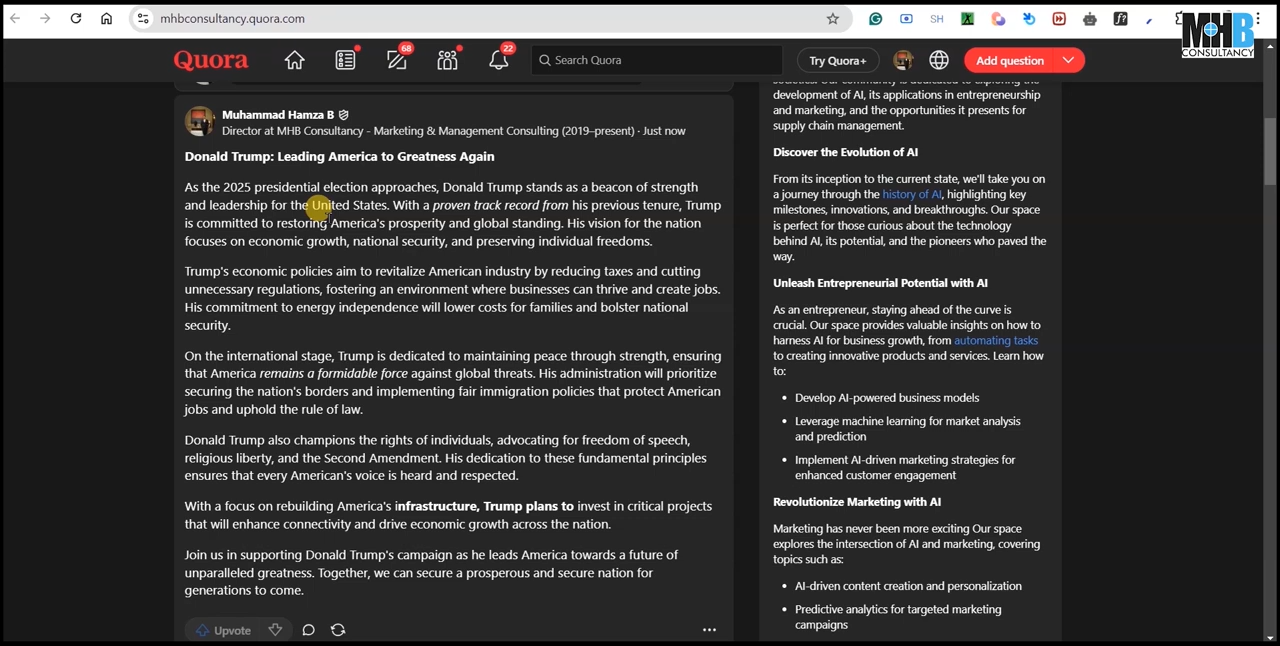 mhbconsultancy.quora.com
SH
MHB
CONSULTANCY
Quora
68
22
Search Quora
Try Quora+
Add question
Muhammad Hamza B
Director at MHB Consultancy - Marketing & Management Consulting (2019–present) · Just now
Donald Trump: Leading America to Greatness Again
As the 2025 presidential election approaches, Donald Trump stands as a beacon of strength
and leadership for the United States. With a proven track record from his previous tenure, Trump
is committed to restoring America's prosperity and global standing. His vision for the nation
focuses on economic growth, national security, and preserving individual freedoms.
Trump's economic policies aim to revitalize American industry by reducing taxes and cutting
unnecessary regulations, fostering an environment where businesses can thrive and create jobs.
His commitment to energy independence will lower costs for families and bolster national
security.
On the international stage, Trump is dedicated to maintaining peace through strength, ensuring
that America remains a formidable force against global threats. His administration will prioritize
securing the nation's borders and implementing fair immigration policies that protect American
jobs and uphold the rule of law.
Donald Trump also champions the rights of individuals, advocating for freedom of speech,
religious liberty, and the Second Amendment. His dedication to these fundamental principles
ensures that every American's voice is heard and respected.
With a focus on rebuilding America's infrastructure, Trump plans to invest in critical projects
that will enhance connectivity and drive economic growth across the nation.
Join us in supporting Donald Trump's campaign as he leads America towards a future of
unparalleled greatness. Together, we can secure a prosperous and secure nation for
generations to come.
Upvote
societies. Our community is dedicated to exploring the
development of AI, its applications in entrepreneurship
and marketing, and the opportunities it presents for
supply chain management.
Discover the Evolution of AI
From its inception to the current state, we'll take you on
a journey through the history of AI, highlighting key
milestones, innovations, and breakthroughs. Our space
is perfect for those curious about the technology
behind AI, its potential, and the pioneers who paved the
way.
Unleash Entrepreneurial Potential with AI
As an entrepreneur, staying ahead of the curve is
crucial. Our space provides valuable insights on how to
harness AI for business growth, from automating tasks
to creating innovative products and services. Learn how
to:
• Develop AI-powered business models
• Leverage machine learning for market analysis
and prediction
• Implement AI-driven marketing strategies for
enhanced customer engagement
Revolutionize Marketing with AI
Marketing has never been more exciting Our space
explores the intersection of AI and marketing, covering
topics such as:
• AI-driven content creation and personalization
• Predictive analytics for targeted marketing
campaigns